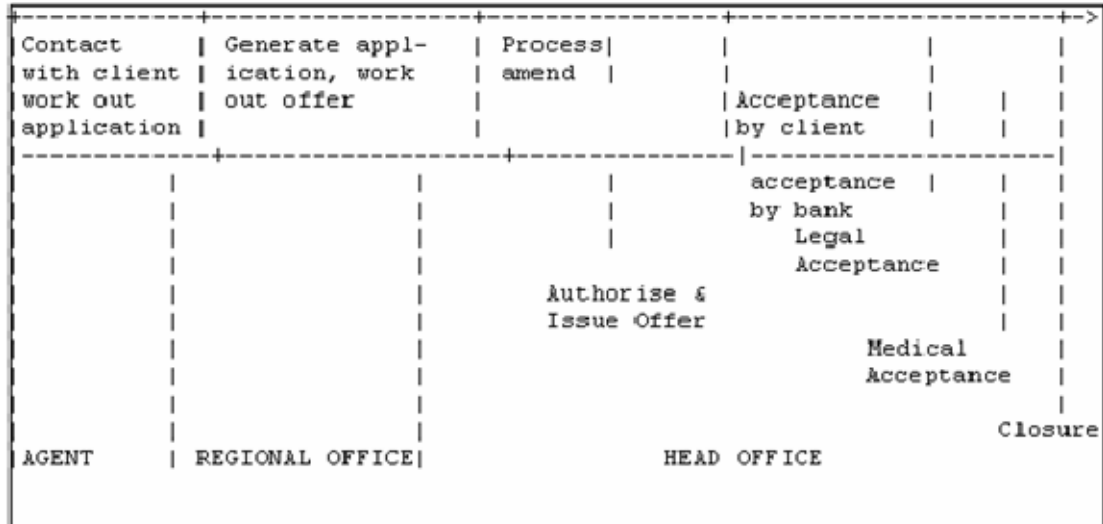 Contact
with client
work out
application
Generate appl-
ication, work
out offer
Process
amend
Acceptance
by client
acceptance
by bank
Legal
Acceptance
Authorise &
Issue Offer
Medical
Acceptance
Closure
AGENT
REGIONAL OFFICE
HEAD OFFICE